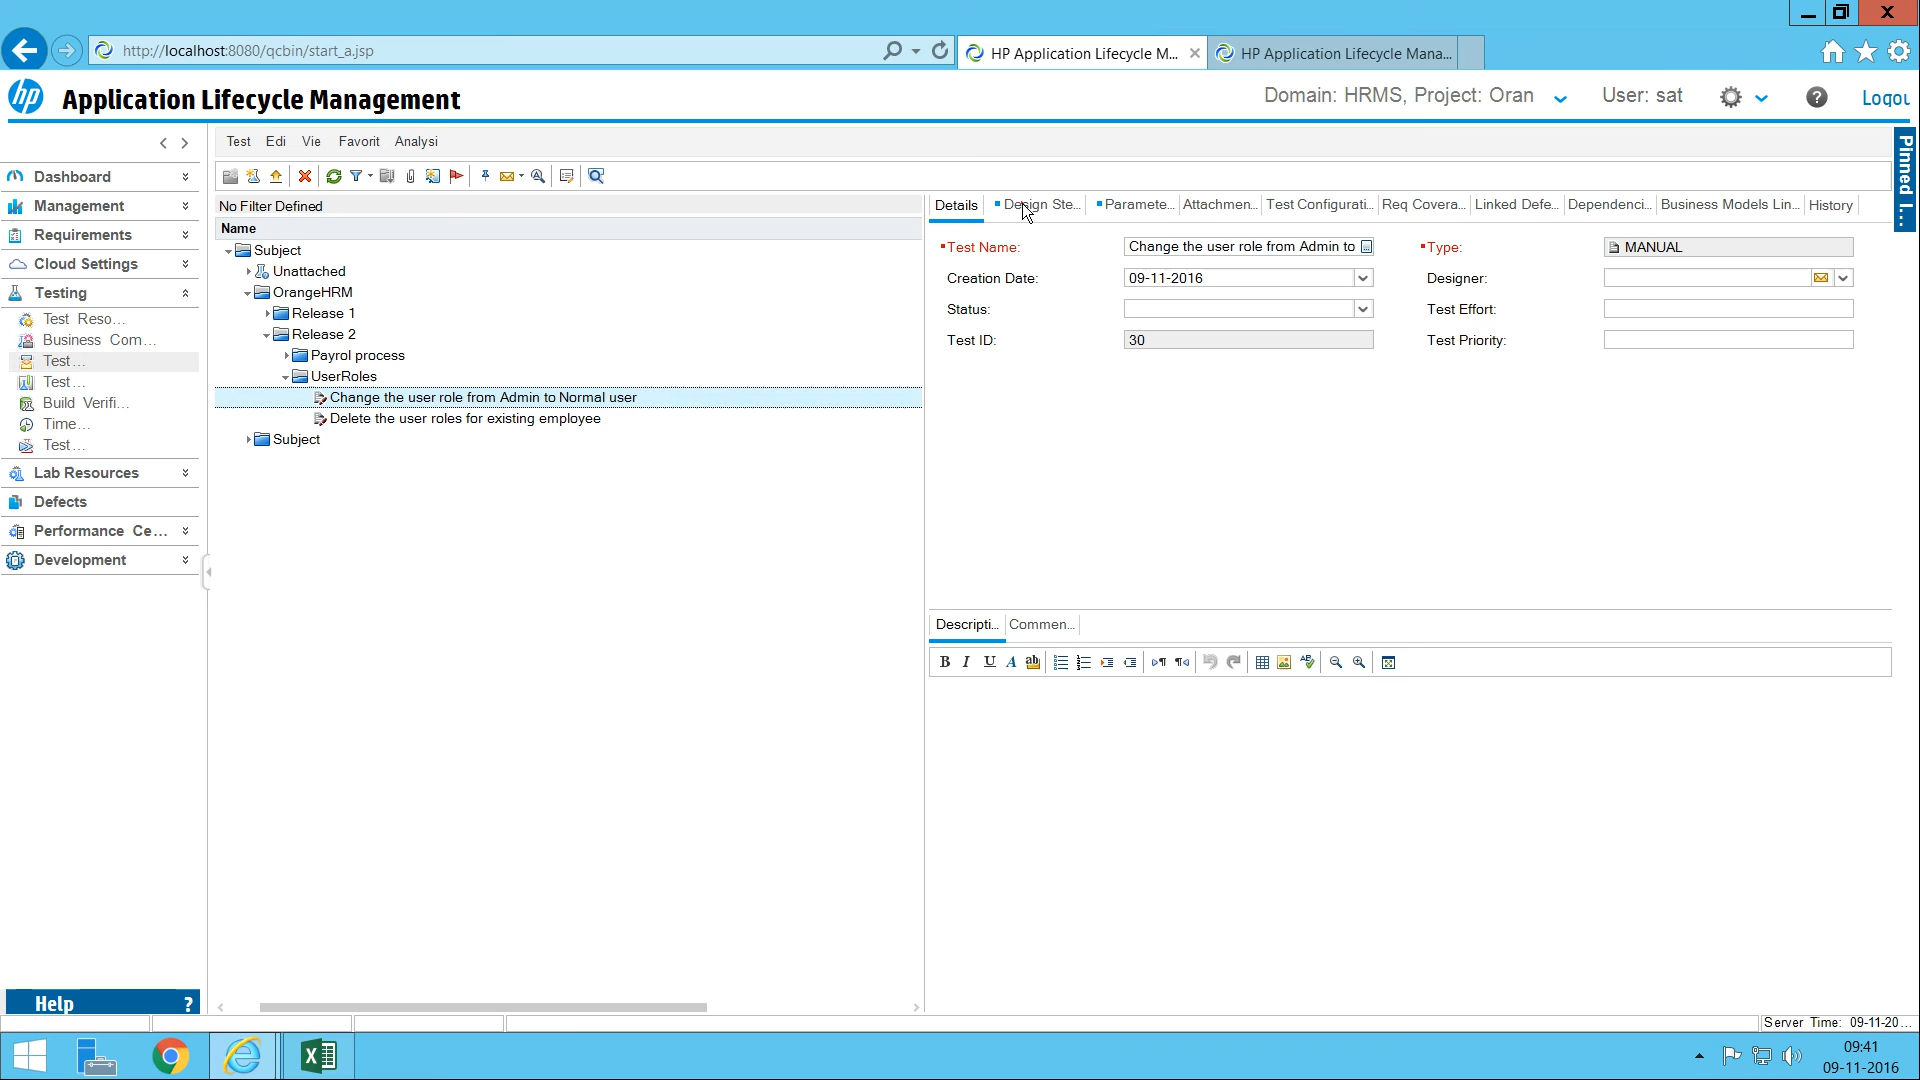 http://localhost:8080/qcbin/start_a.jsp
HP Application Lifecycle M...
HP Application Lifecycle Mana...
hp
Application Lifecycle Management
Domain: HRMS, Project: Oran
User: sat
Logou
Test Edi Vie Favorit Analysi
Pinned I...
Dashboard
Management
Requirements
Cloud Settings
Testing
Test Reso...
Business Com...
Test...
Test...
Build Verifi...
Time...
Test...
Lab Resources
Defects
Performance Ce...
Development
Help ?
No Filter Defined
Name
Subject
Unattached
OrangeHRM
Release 1
Release 2
Payrol process
UserRoles
Change the user role from Admin to Normal user
Delete the user roles for existing employee
Subject
Details Design Ste... Paramete... Attachmen... Test Configurati... Req Covera... Linked Defe... Dependenci... Business Models Lin... History
Test Name: Change the user role from Admin to
Type: MANUAL
Creation Date: 09-11-2016
Designer:
Status:
Test Effort:
Test ID: 30
Test Priority:
Descripti... Commen...
B I U A ab
Server Time: 09-11-20...
09:41
09-11-2016